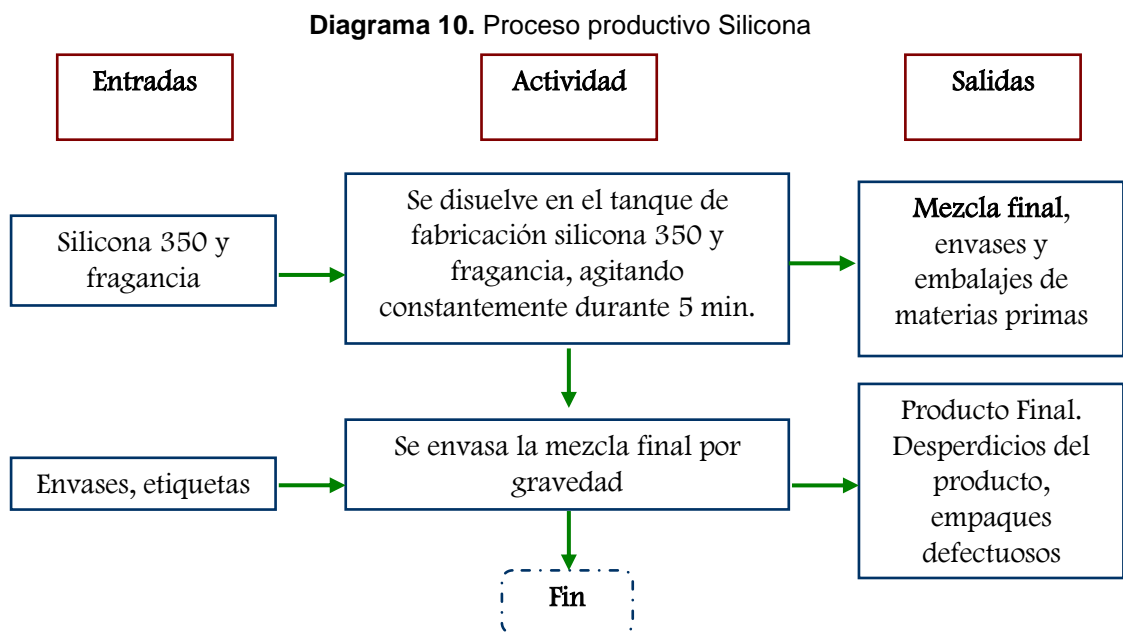 Diagrama 10. Proceso productivo Silicona
Entradas
Actividad
Salidas
Silicona 350 y
fragancia
Se disuelve en el tanque de
fabricación silicona 350 y
fragancia, agitando
constantemente durante 5 min.
Mezcla final,
envases y
embalajes de
materias primas
Envases, etiquetas
Se envasa la mezcla final por
gravedad
Producto Final.
Desperdicios del
producto,
empaques
defectuosos
Fin